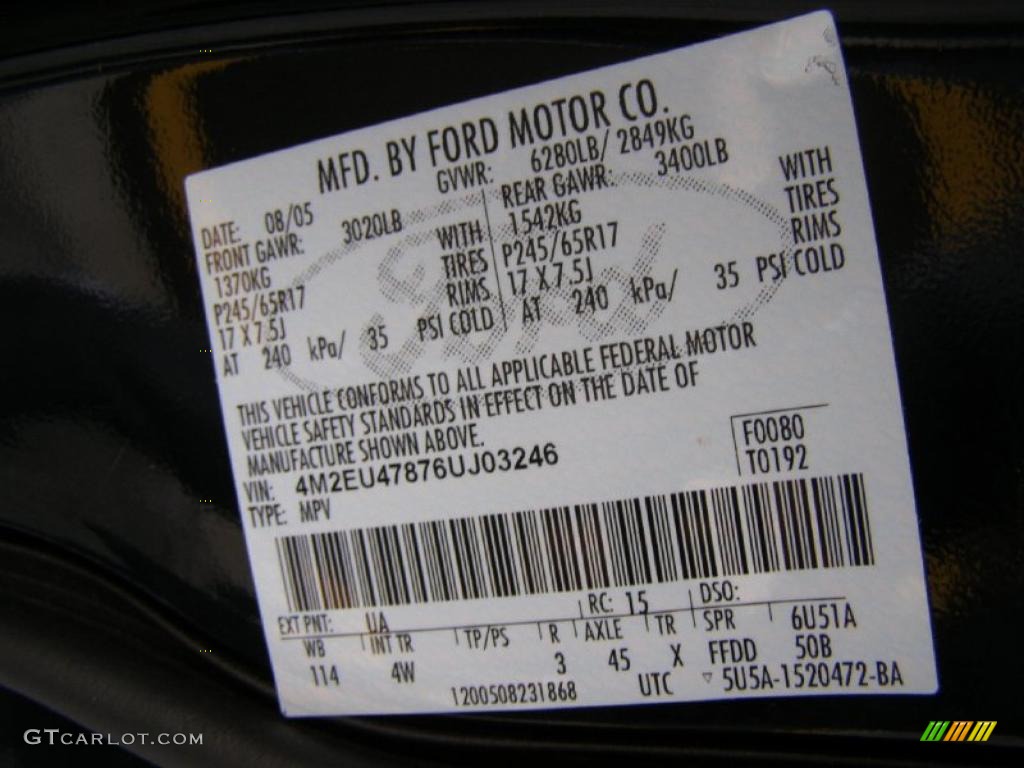 MFD. BY FORD MOTOR CO.
DATE: 08/05 GVWR: 6280LB/ 2849KG
FRONT GAWR: 3020LB REAR GAWR: 3400LB
1370KG WITH 1542KG WITH
P245/65R17 TIRES P245/65R17 TIRES
17 X 7.5J RIMS 17 X 7.5J RIMS
AT 240 kPa/ 35 PSI COLD AT 240 kPa/ 35 PSI COLD
THIS VEHICLE CONFORMS TO ALL APPLICABLE FEDERAL MOTOR
VEHICLE SAFETY STANDARDS IN EFFECT ON THE DATE OF
MANUFACTURE SHOWN ABOVE.
VIN: 4M2EU47876UJ03246 F0080
TYPE: MPV T0192
EXT PNT: UA RC: 15 DSO:
WB INT TR TP/PS R AXLE TR SPR 6U51A
114 4W 3 45 X FFDD 50B
1200508231868 UTC ▽ 5U5A-1520472-BA
Ford
GTCARLOT.COM